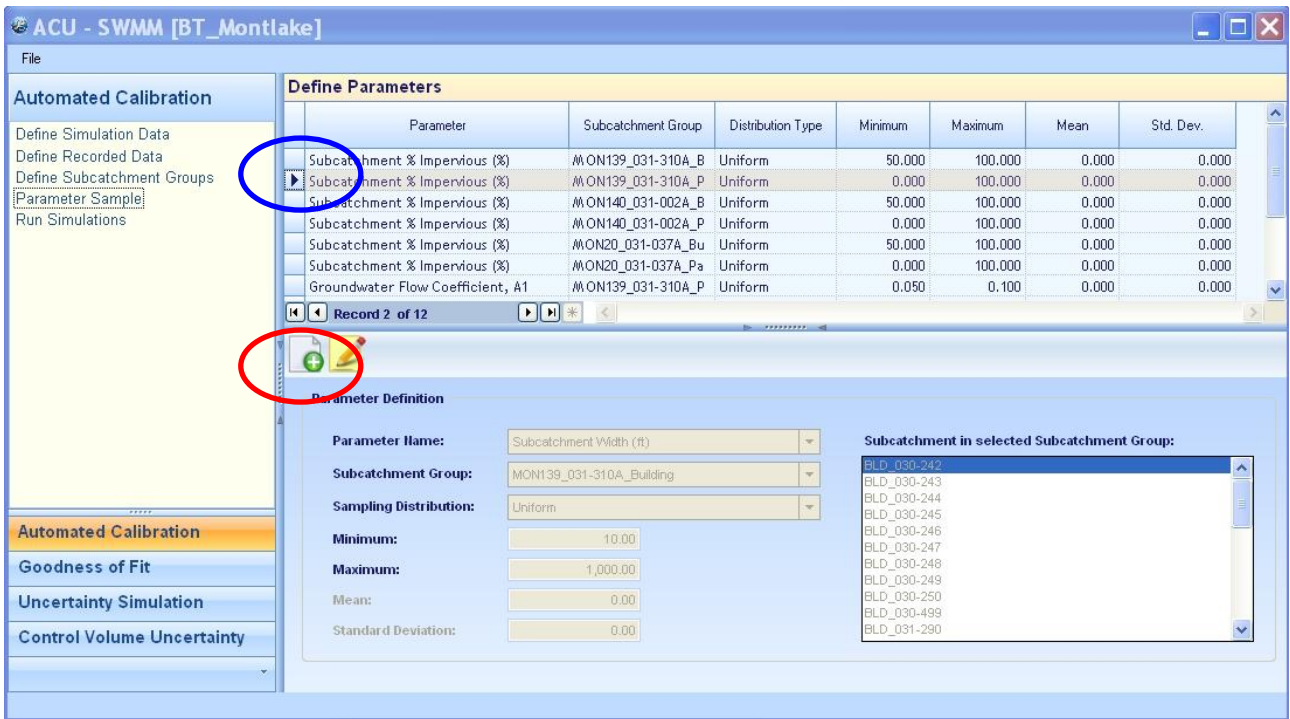 ACU - SWMM [BT_Montlake]
File
Automated Calibration
Define Simulation Data
Define Recorded Data
Define Subcatchment Groups
Parameter Sample
Run Simulations
Automated Calibration
Goodness of Fit
Uncertainty Simulation
Control Volume Uncertainty
Define Parameters
Parameter Subcatchment Group Distribution Type Minimum Maximum Mean Std. Dev.
Subcatchment % Impervious (%) MON139_031-310A_B Uniform 50.000 100.000 0.000 0.000
Subcatchment % Impervious (%) MON139_031-310A_P Uniform 0.000 100.000 0.000 0.000
Subcatchment % Impervious (%) MON140_031-002A_B Uniform 50.000 100.000 0.000 0.000
Subcatchment % Impervious (%) MON140_031-002A_P Uniform 0.000 100.000 0.000 0.000
Subcatchment % Impervious (%) MON20_031-037A_Bu Uniform 50.000 100.000 0.000 0.000
Subcatchment % Impervious (%) MON20_031-037A_Pa Uniform 0.000 100.000 0.000 0.000
Groundwater Flow Coefficient, A1 MON139_031-310A_P Uniform 0.050 0.100 0.000 0.000
Record 2 of 12
Parameter Definition
Parameter Name: Subcatchment Width (ft)
Subcatchment Group: MON139_031-310A_Building
Sampling Distribution: Uniform
Minimum: 10.00
Maximum: 1,000.00
Mean: 0.00
Standard Deviation: 0.00
Subcatchment in selected Subcatchment Group:
BLD_030-242
BLD_030-243
BLD_030-244
BLD_030-245
BLD_030-246
BLD_030-247
BLD_030-248
BLD_030-249
BLD_030-250
BLD_030-499
BLD_031-290